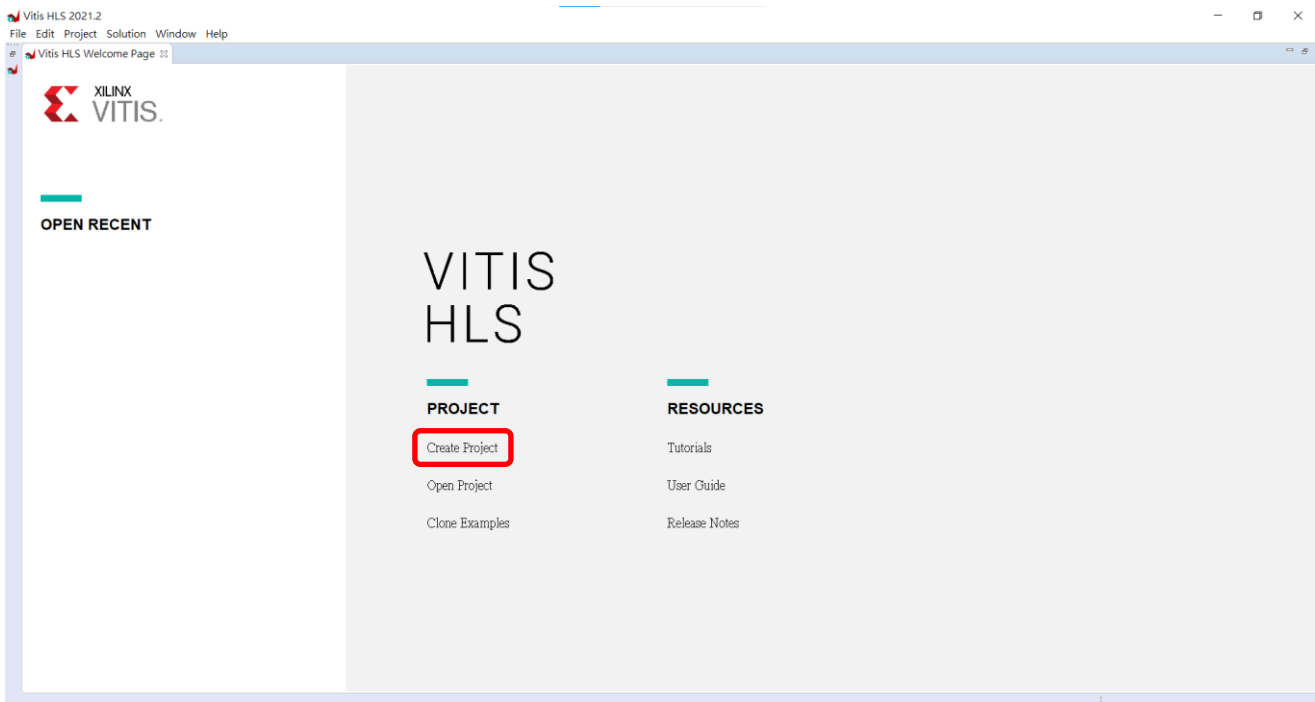 Vitis HLS 2021.2
File Edit Project Solution Window Help
Vitis HLS Welcome Page
XILINX
VITIS.
OPEN RECENT
VITIS
HLS
PROJECT
Create Project
Open Project
Clone Examples
RESOURCES
Tutorials
User Guide
Release Notes